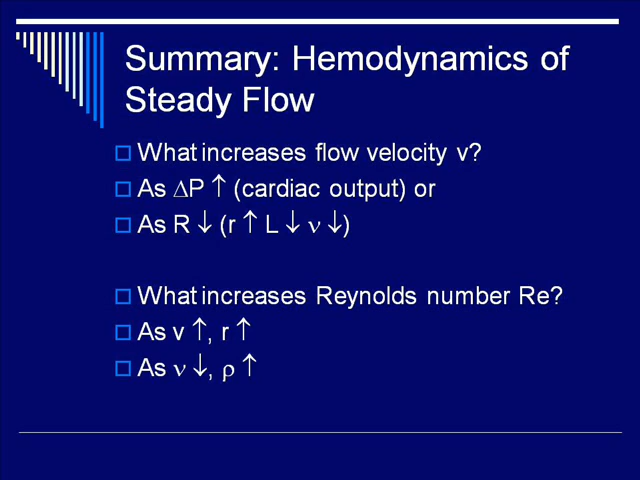 Summary: Hemodynamics of
Steady Flow
What increases flow velocity v?
As ∆P ↑ (cardiac output) or
As R ↓ (r ↑ L ↓ ν ↓)
What increases Reynolds number Re?
As v ↑, r ↑
As ν ↓, ρ ↑